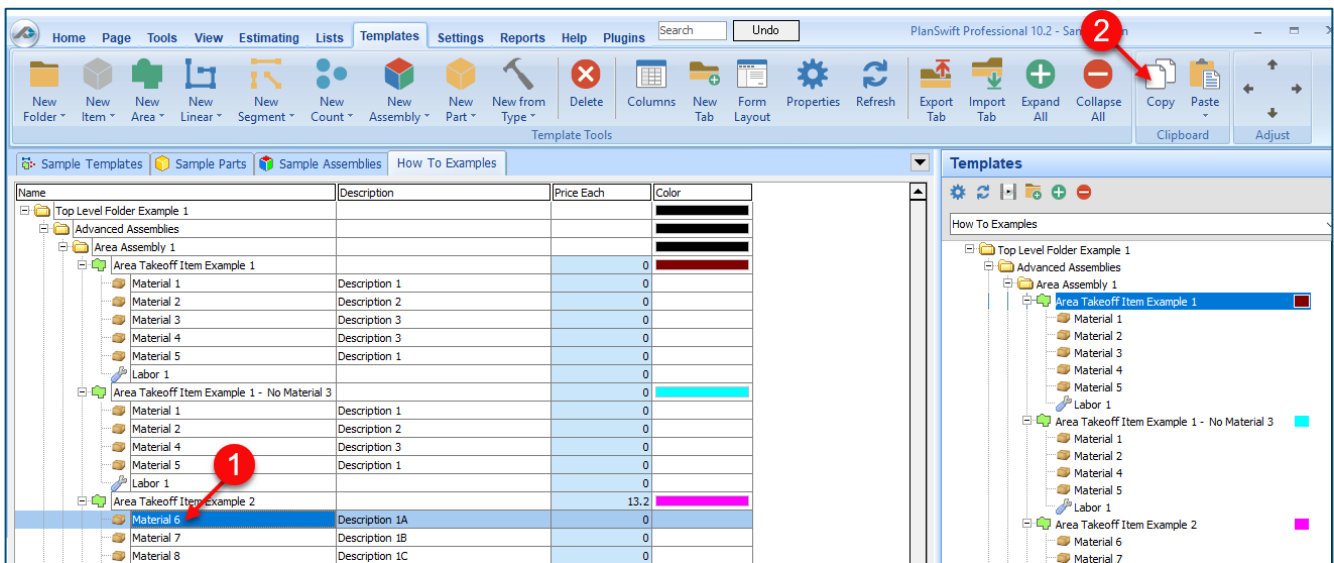 Home Page Tools View Estimating Lists Templates Settings Reports Help Plugins Search Undo PlanSwift Professional 10.2 - Sa
2
New Folder
New Item
New Area
New Linear
New Segment
New Count
New Assembly
New Part
New from Type
Delete
Columns
New Tab
Form Layout
Properties
Refresh
Export Tab
Import Tab
Expand All
Collapse All
Copy
Paste
Template Tools
Clipboard
Adjust
Sample Templates
Sample Parts
Sample Assemblies
How To Examples
Name Description Price Each Color
Top Level Folder Example 1
Advanced Assemblies
Area Assembly 1
Area Takeoff Item Example 1 0
Material 1 Description 1 0
Material 2 Description 2 0
Material 3 Description 3 0
Material 4 Description 3 0
Material 5 Description 1 0
Labor 1 0
Area Takeoff Item Example 1 - No Material 3 0
Material 1 Description 1 0
Material 2 Description 2 0
Material 4 Description 3 0
Material 5 Description 1 0
1
Labor 1 0
Area Takeoff Item Example 2 13.2
Material 6 Description 1A 0
Material 7 Description 1B 0
Material 8 Description 1C 0
Templates
How To Examples
Top Level Folder Example 1
Advanced Assemblies
Area Assembly 1
Area Takeoff Item Example 1
Material 1
Material 2
Material 3
Material 4
Material 5
Labor 1
Area Takeoff Item Example 1 - No Material 3
Material 1
Material 2
Material 4
Material 5
Labor 1
Area Takeoff Item Example 2
Material 6
Material 7